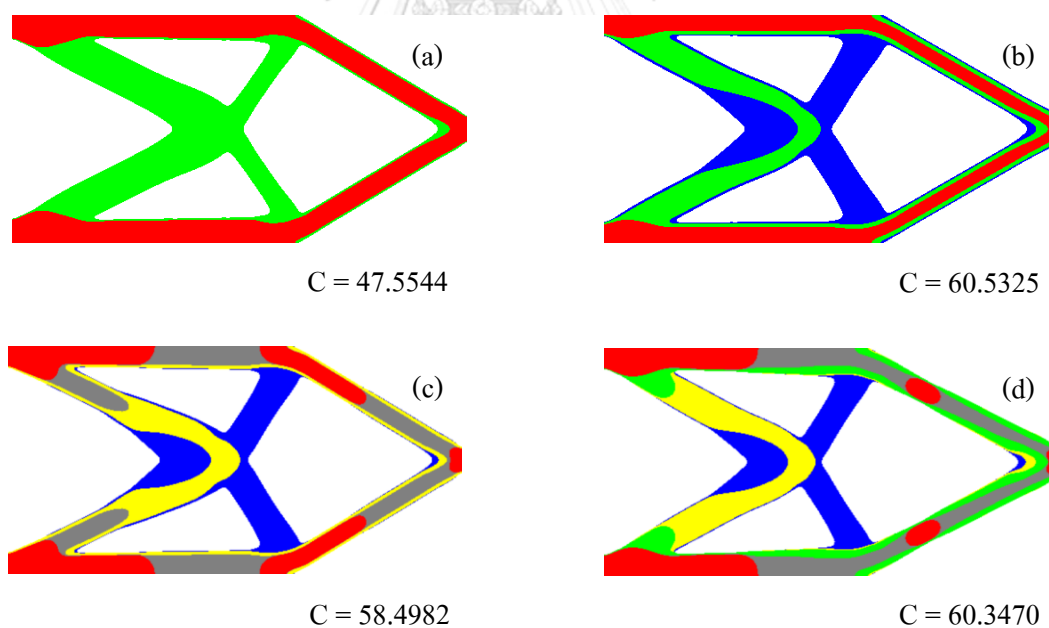 (a)
(b)
C = 47.5544
C = 60.5325
(c)
(d)
C = 58.4982
C = 60.3470